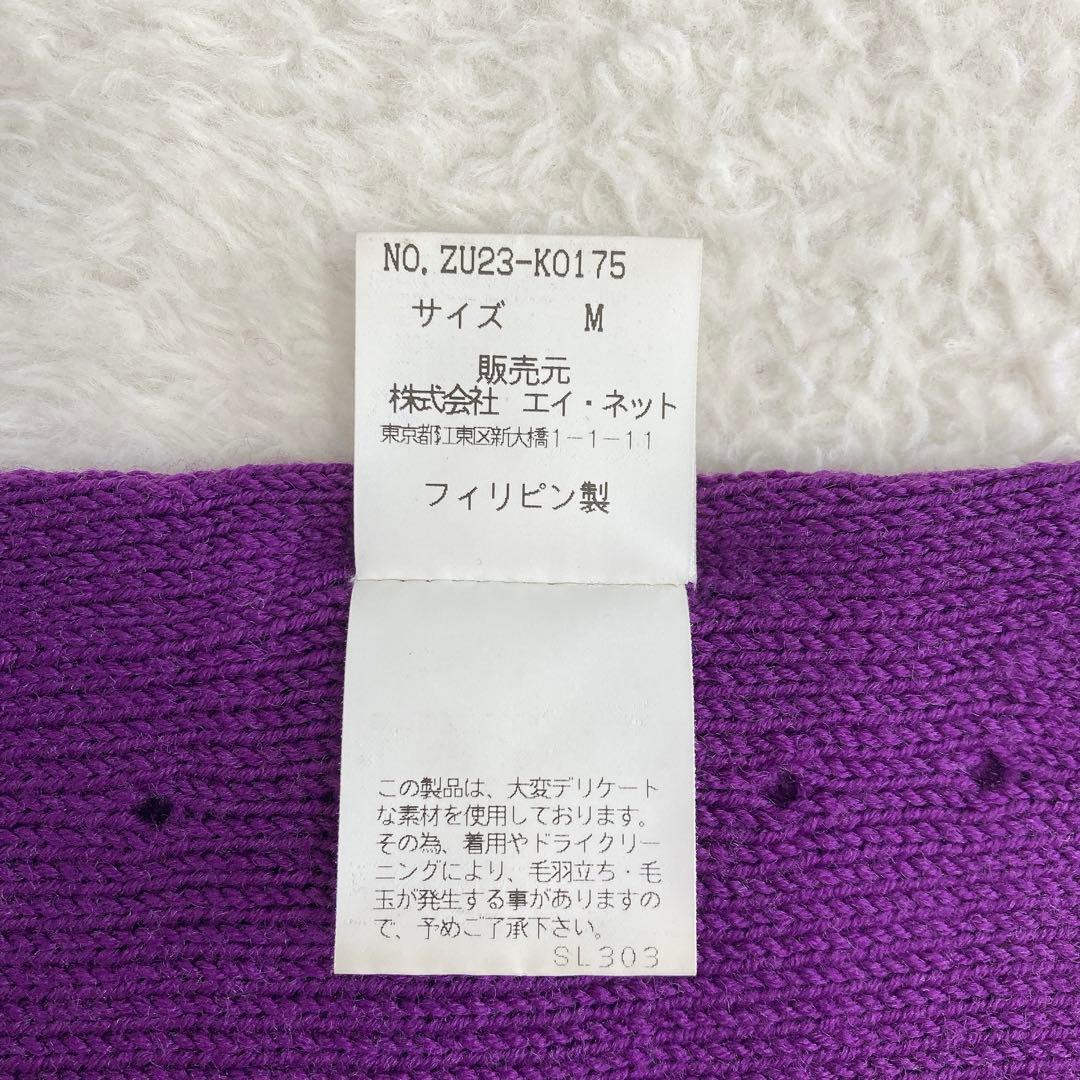 NO.ZU23-K0175
サイズ M
販売元
株式会社 エイ・ネット
東京都江東区新大橋1-1-11
フィリピン製
この製品は、大変デリケート
な素材を使用しております。
その為、着用やドライクリー
ニングにより、毛羽立ち・毛
玉が発生する事がありますの
で、予めご了承下さい。
SL303